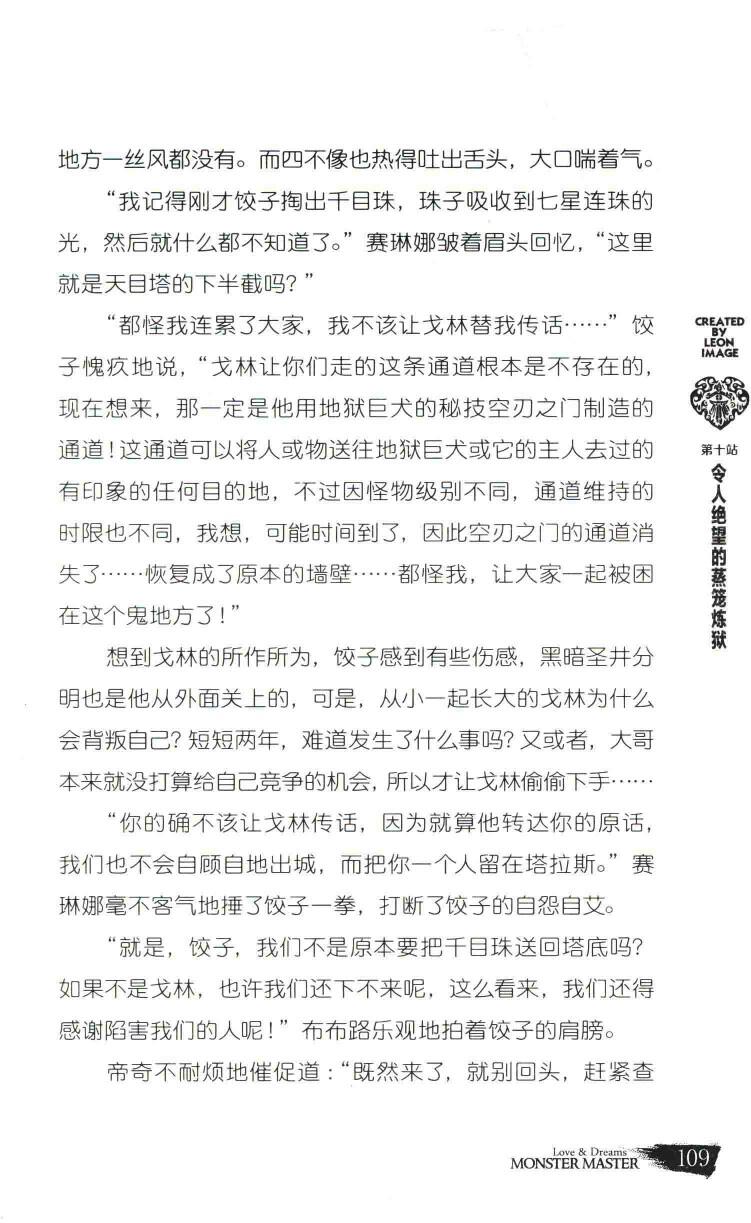 地方一丝风都没有。而四不像也热得吐出舌头，大口喘着气。
“我记得刚才饺子掏出千目珠，珠子吸收到七星连珠的
光，然后就什么都不知道了。”赛琳娜皱着眉头回忆，“这里
就是天目塔的下半截吗？”
“都怪我连累了大家，我不该让戈林替我传话……”饺
子愧疚地说，“戈林让你们走的这条通道根本是不存在的，
现在想来，那一定是他用地狱巨犬的秘技空刃之门制造的
通道！这通道可以将人或物送往地狱巨犬或它的主人去过的
有印象的任何目的地，不过因怪物级别不同，通道维持的
时限也不同，我想，可能时间到了，因此空刃之门的通道消
失了……恢复成了原本的墙壁……都怪我，让大家一起被困
在这个鬼地方了！”
想到戈林的所作所为，饺子感到有些伤感，黑暗圣井分
明也是他从外面关上的，可是，从小一起长大的戈林为什么
会背叛自己？短短两年，难道发生了什么事吗？又或者，大哥
本来就没打算给自己竞争的机会，所以才让戈林偷偷下手……
“你的确不该让戈林传话，因为就算他转达你的原话，
我们也不会自顾自地出城，而把你一个人留在塔拉斯。”赛
琳娜毫不客气地捶了饺子一拳，打断了饺子的自怨自艾。
“就是，饺子，我们不是原本要把千目珠送回塔底吗？
如果不是戈林，也许我们还下不来呢，这么看来，我们还得
感谢陷害我们的人呢！”布布路乐观地拍着饺子的肩膀。
帝奇不耐烦地催促道：“既然来了，就别回头，赶紧查
CREATED
BY
LEON
IMAGE
第十站
令人绝望的蒸笼炼狱
Love & Dreams
MONSTER MASTER
109